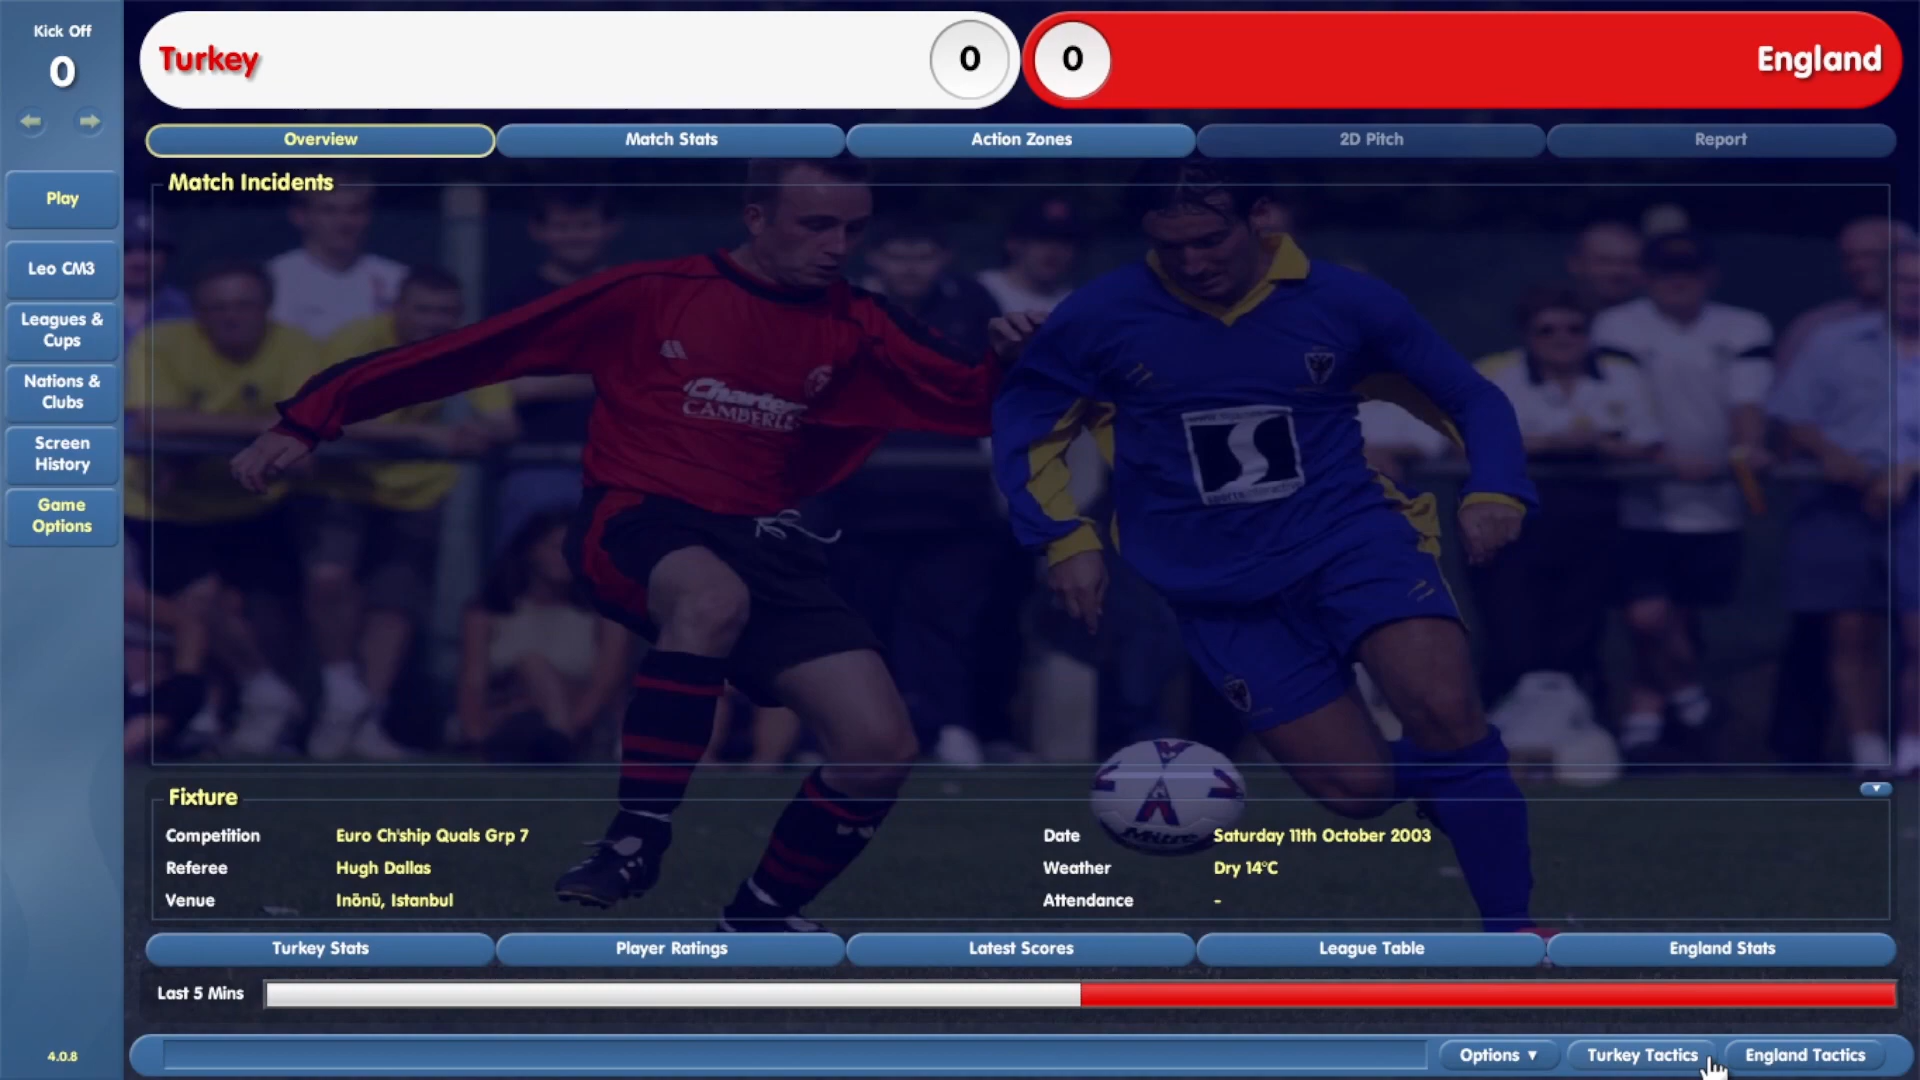 Kick Off
0
Turkey
0
0
England
Overview
Match Stats
Action Zones
2D Pitch
Report
Match Incidents
Play
Leo CM3
Leagues &
Cups
Nations &
Clubs
Screen
History
Game
Options
Charter
CAMBERLE
Mitre
Fixture
Competition
Euro Ch'ship Quals Grp 7
Date
Saturday 11th October 2003
Referee
Hugh Dallas
Weather
Dry 14°C
Venue
Inönü, Istanbul
Attendance
-
Turkey Stats
Player Ratings
Latest Scores
League Table
England Stats
Last 5 Mins
4.0.8
Options ▼
Turkey Tactics
England Tactics